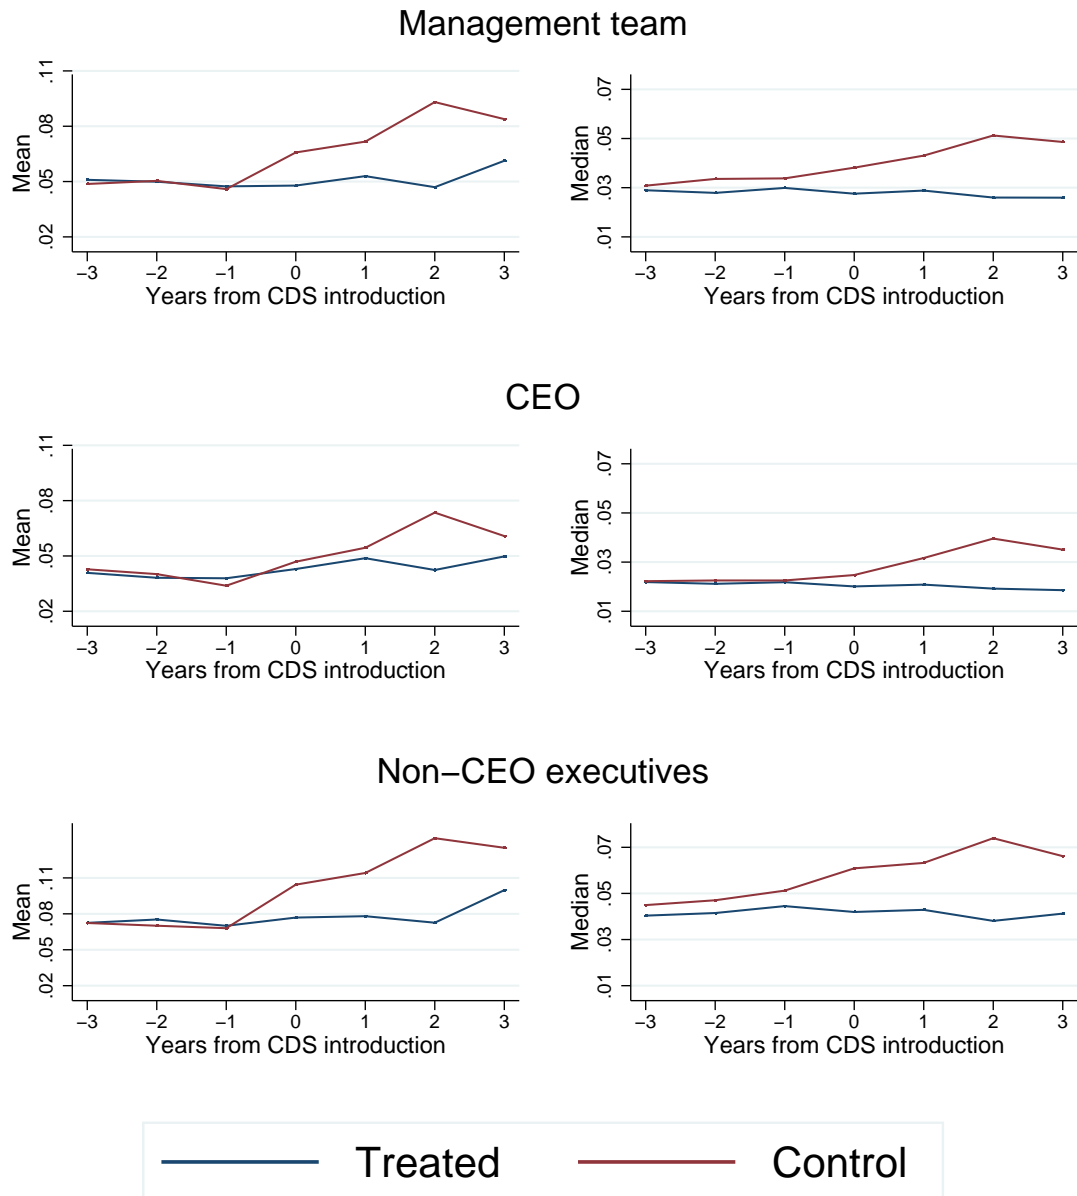 Management team
.11
.08
.05
.02
Mean
−3 −2 −1 0 1 2 3
Years from CDS introduction
.07
.05
.03
.01
Median
−3 −2 −1 0 1 2 3
Years from CDS introduction
CEO
.11
.08
.05
.02
Mean
−3 −2 −1 0 1 2 3
Years from CDS introduction
.07
.05
.03
.01
Median
−3 −2 −1 0 1 2 3
Years from CDS introduction
Non−CEO executives
.11
.08
.05
.02
Mean
−3 −2 −1 0 1 2 3
Years from CDS introduction
.07
.05
.03
.01
Median
−3 −2 −1 0 1 2 3
Years from CDS introduction
Treated Control